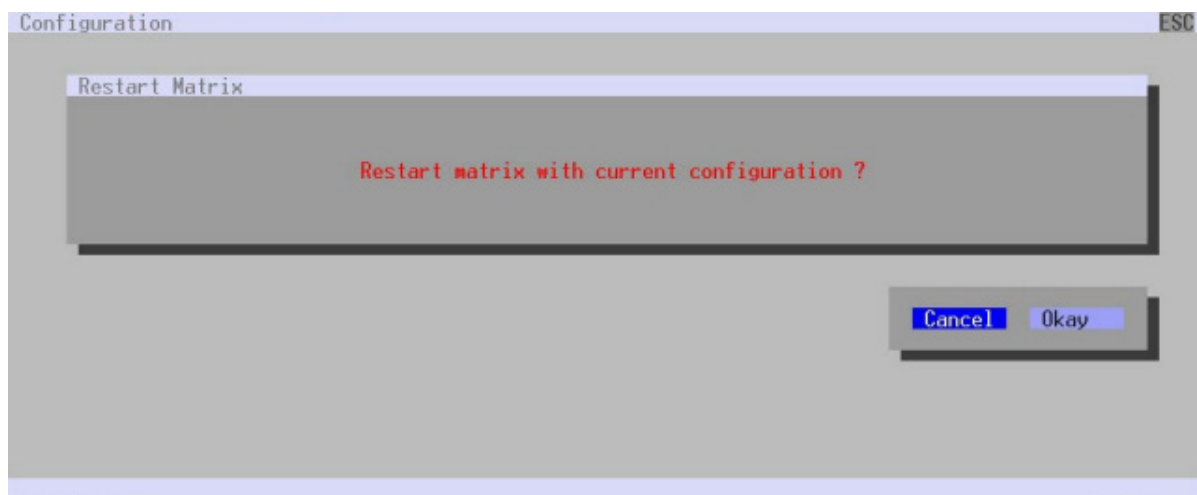 Configuration ESC
Restart Matrix
Restart matrix with current configuration ?
Cancel Okay